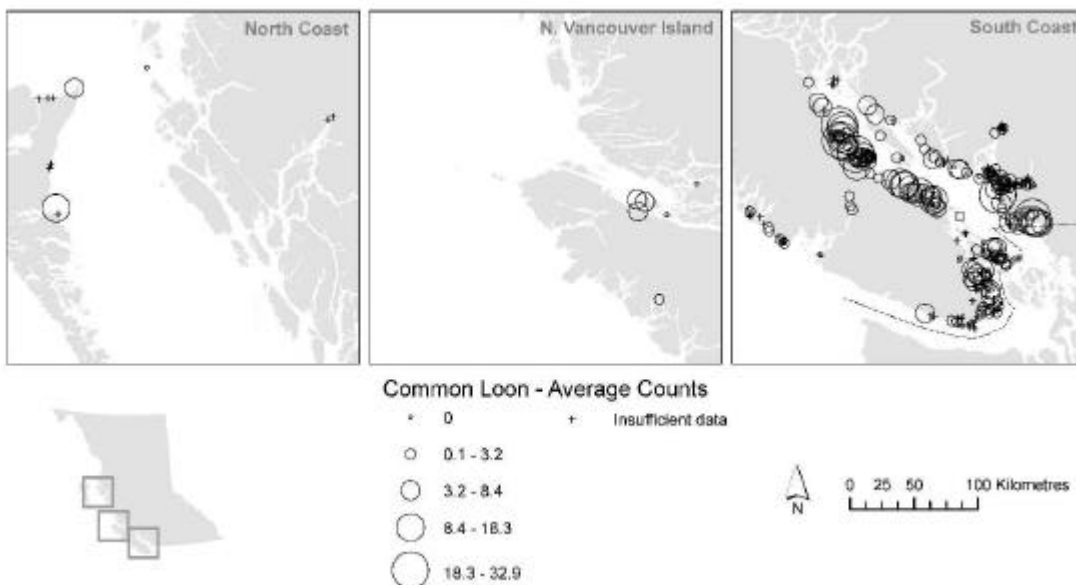 North Coast
N. Vancouver Island
South Coast
Common Loon - Average Counts
0
Insufficient data
0.1 - 3.2
3.2 - 8.4
8.4 - 18.3
18.3 - 32.9
0 25 50 100 Kilometres
N